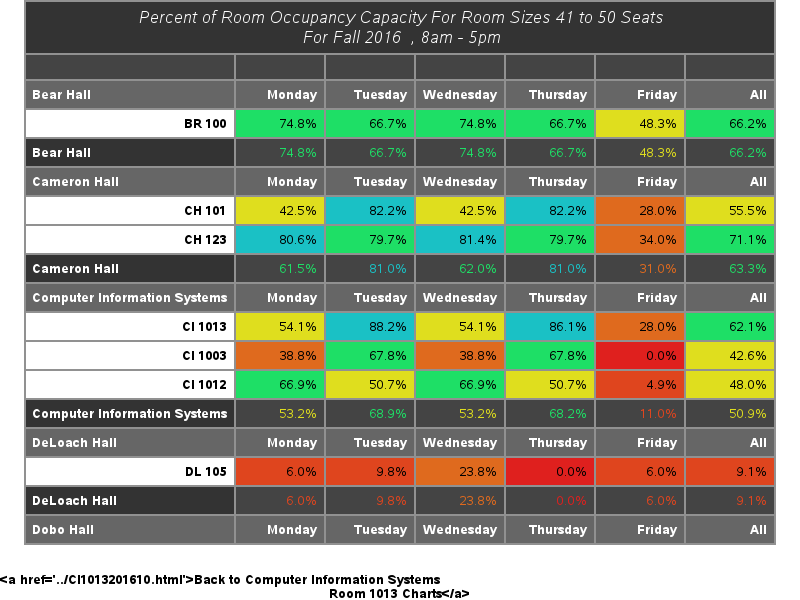 Percent of Room Occupancy Capacity For Room Sizes 41 to 50 Seats
For Fall 2016 , 8am - 5pm
Bear Hall Monday Tuesday Wednesday Thursday Friday All
BR 100 74.8% 66.7% 74.8% 66.7% 48.3% 66.2%
Bear Hall 74.8% 66.7% 74.8% 66.7% 48.3% 66.2%
Cameron Hall Monday Tuesday Wednesday Thursday Friday All
CH 101 42.5% 82.2% 42.5% 82.2% 28.0% 55.5%
CH 123 80.6% 79.7% 81.4% 79.7% 34.0% 71.1%
Cameron Hall 61.5% 81.0% 62.0% 81.0% 31.0% 63.3%
Computer Information Systems Monday Tuesday Wednesday Thursday Friday All
CI 1013 54.1% 88.2% 54.1% 86.1% 28.0% 62.1%
CI 1003 38.8% 67.8% 38.8% 67.8% 0.0% 42.6%
CI 1012 66.9% 50.7% 66.9% 50.7% 4.9% 48.0%
Computer Information Systems 53.2% 68.9% 53.2% 68.2% 11.0% 50.9%
DeLoach Hall Monday Tuesday Wednesday Thursday Friday All
DL 105 6.0% 9.8% 23.8% 0.0% 6.0% 9.1%
DeLoach Hall 6.0% 9.8% 23.8% 0.0% 6.0% 9.1%
Dobo Hall Monday Tuesday Wednesday Thursday Friday All
<a href='../CI1013201610.html'>Back to Computer Information Systems
Room 1013 Charts</a>